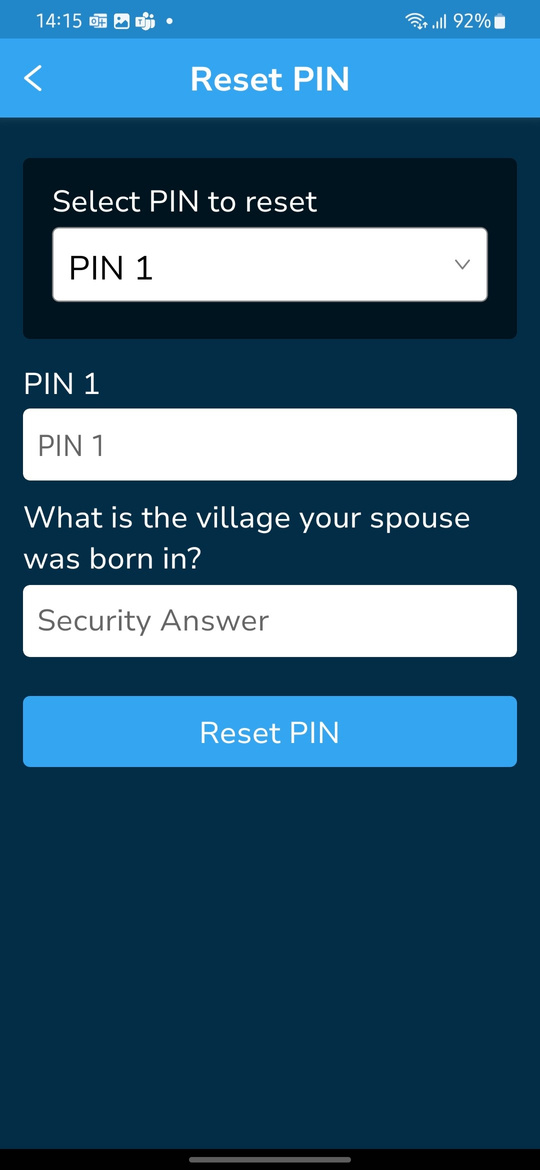 14:15 92%
Reset PIN
Select PIN to reset
PIN 1
PIN 1
PIN 1
What is the village your spouse
was born in?
Security Answer
Reset PIN